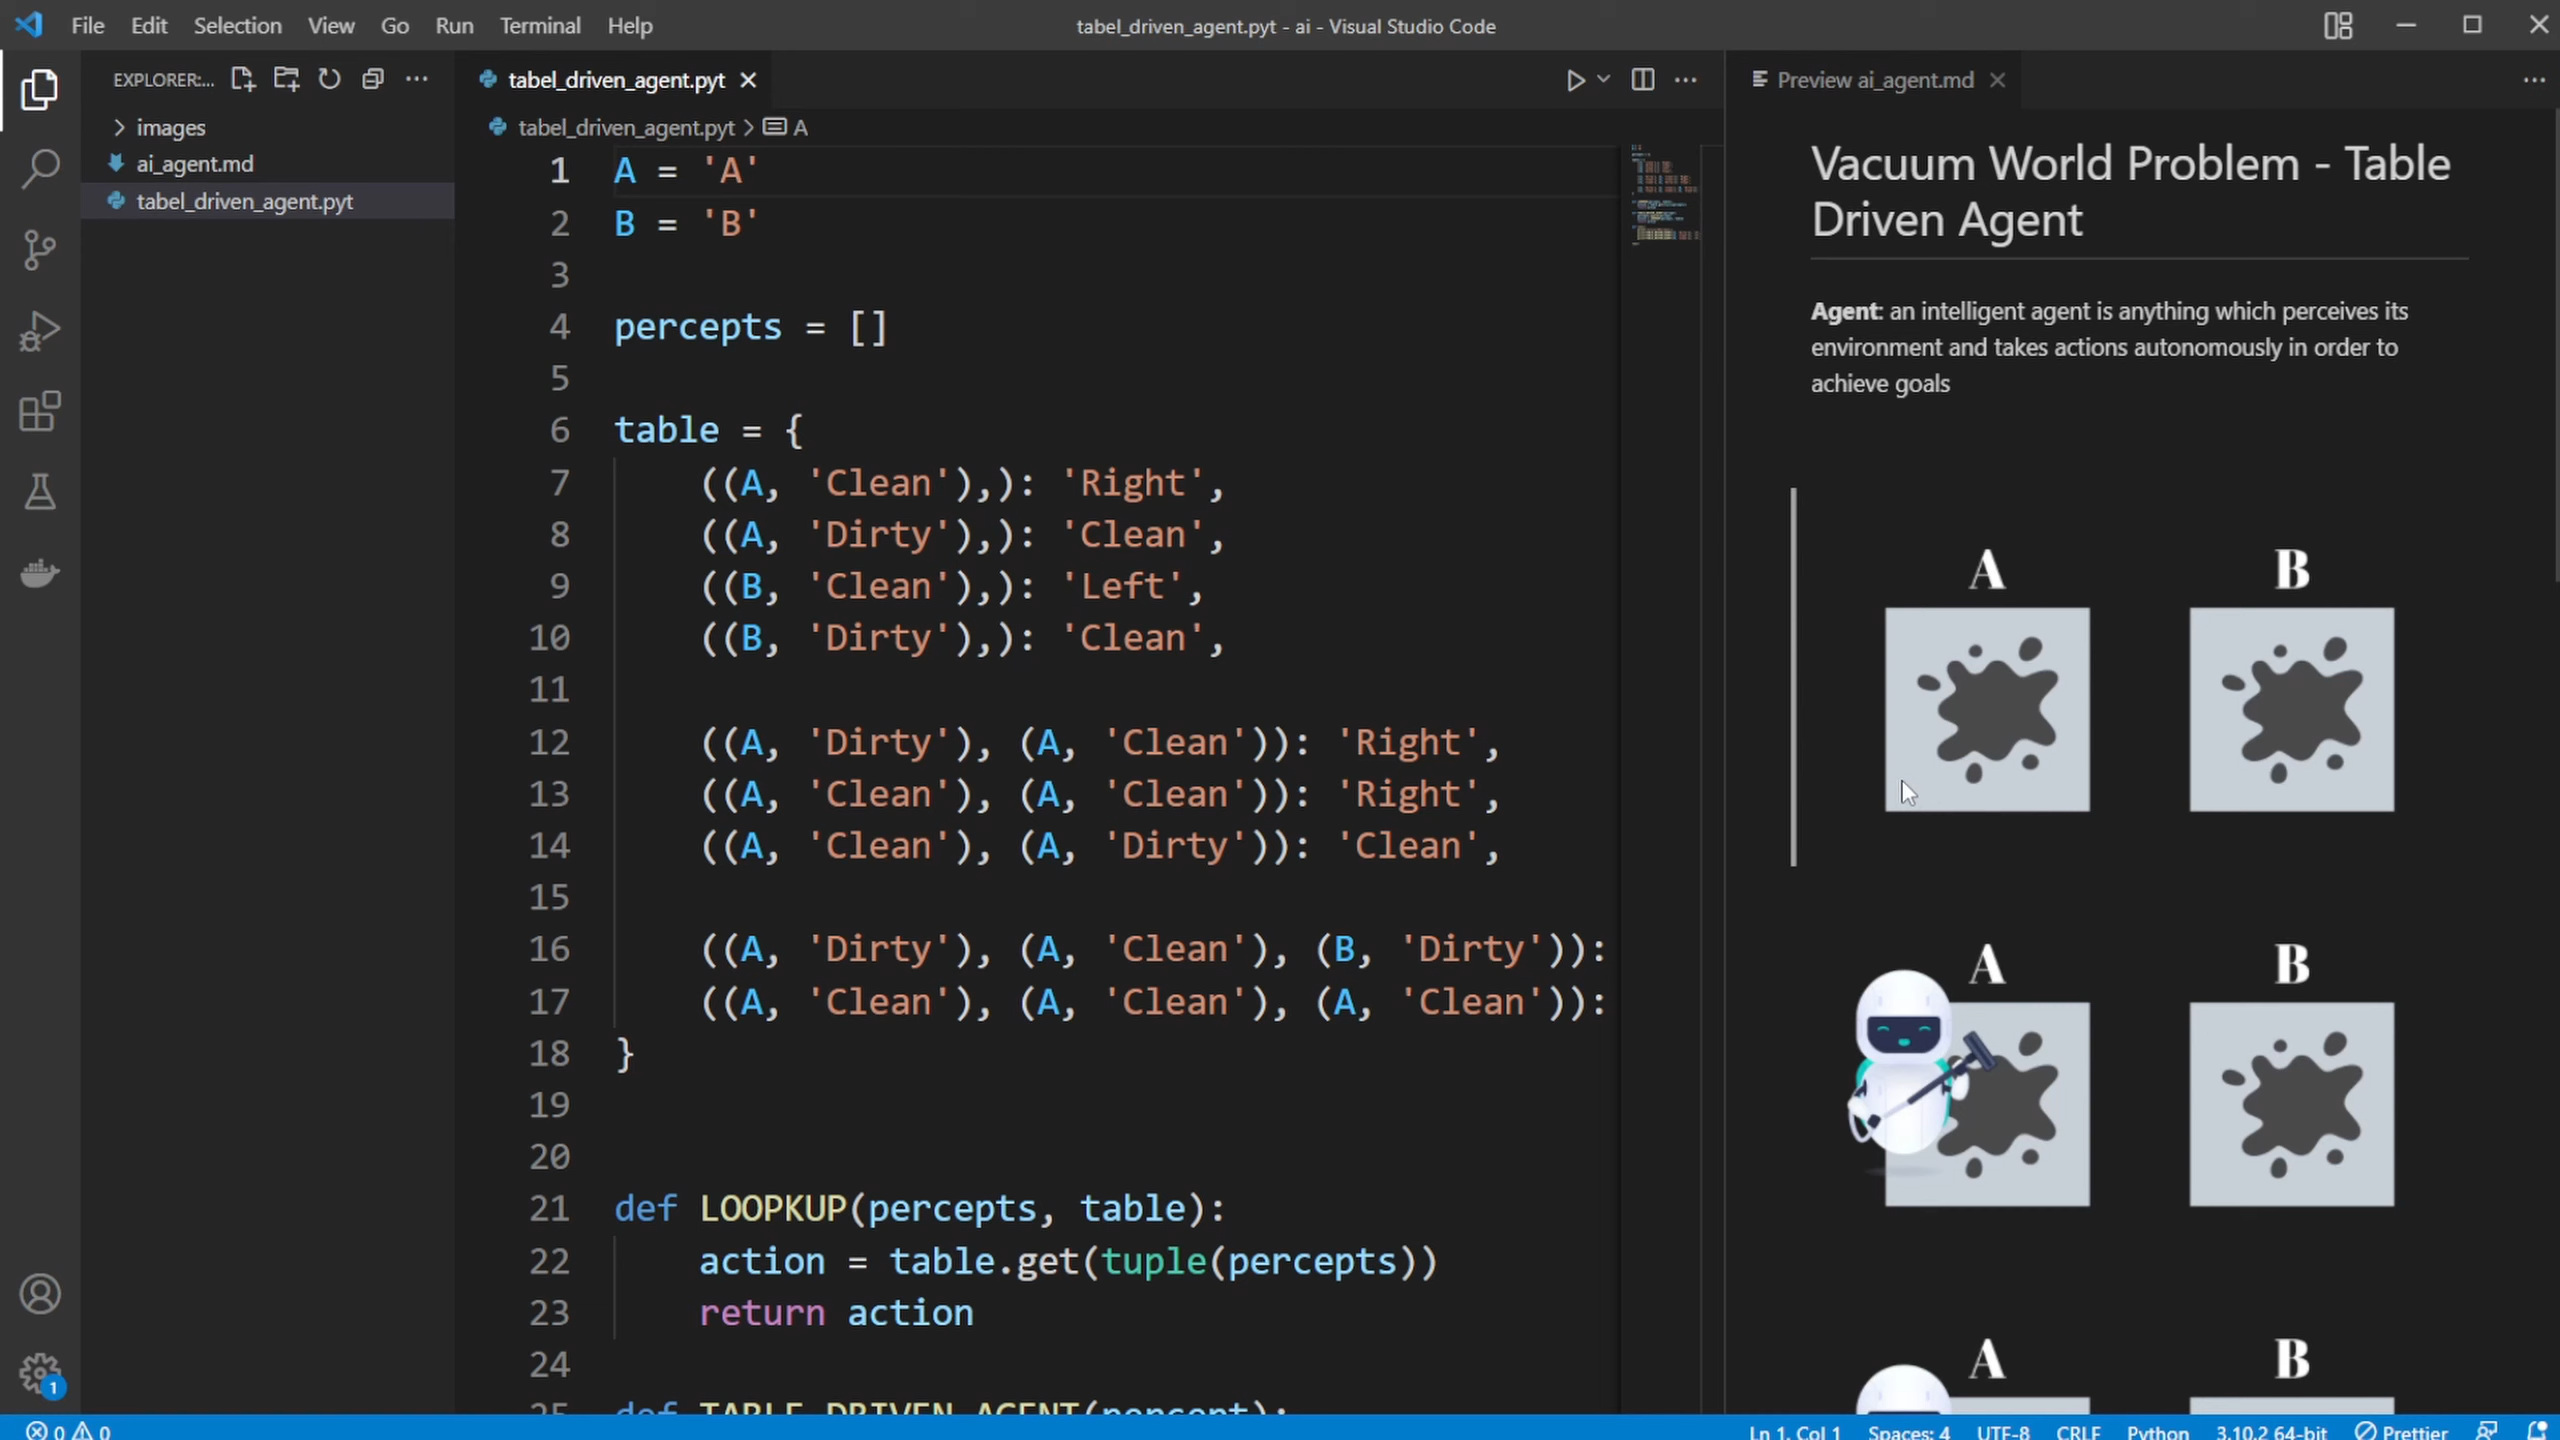 File Edit Selection View Go Run Terminal Help
tabel_driven_agent.pyt - ai - Visual Studio Code
EXPLORER:...
images
ai_agent.md
tabel_driven_agent.pyt
tabel_driven_agent.pyt
tabel_driven_agent.pyt > A
1 A = 'A'
2 B = 'B'
3
4 percepts = []
5
6 table = {
7 ((A, 'Clean'),): 'Right',
8 ((A, 'Dirty'),): 'Clean',
9 ((B, 'Clean'),): 'Left',
10 ((B, 'Dirty'),): 'Clean',
11
12 ((A, 'Dirty'), (A, 'Clean')): 'Right',
13 ((A, 'Clean'), (A, 'Clean')): 'Right',
14 ((A, 'Clean'), (A, 'Dirty')): 'Clean',
15
16 ((A, 'Dirty'), (A, 'Clean'), (B, 'Dirty')):
17 ((A, 'Clean'), (A, 'Clean'), (A, 'Clean')):
18 }
19
20
21 def LOOPKUP(percepts, table):
22 action = table.get(tuple(percepts))
23 return action
24
25 def TABLE_DRIVEN_AGENT(percept):
Preview ai_agent.md
Vacuum World Problem - Table
Driven Agent
Agent: an intelligent agent is anything which perceives its
environment and takes actions autonomously in order to
achieve goals
A B
A B
A B
1
0 0
Ln 1, Col 1 Spaces: 4 UTF-8 CRLF Python 3.10.2 64-bit Prettier